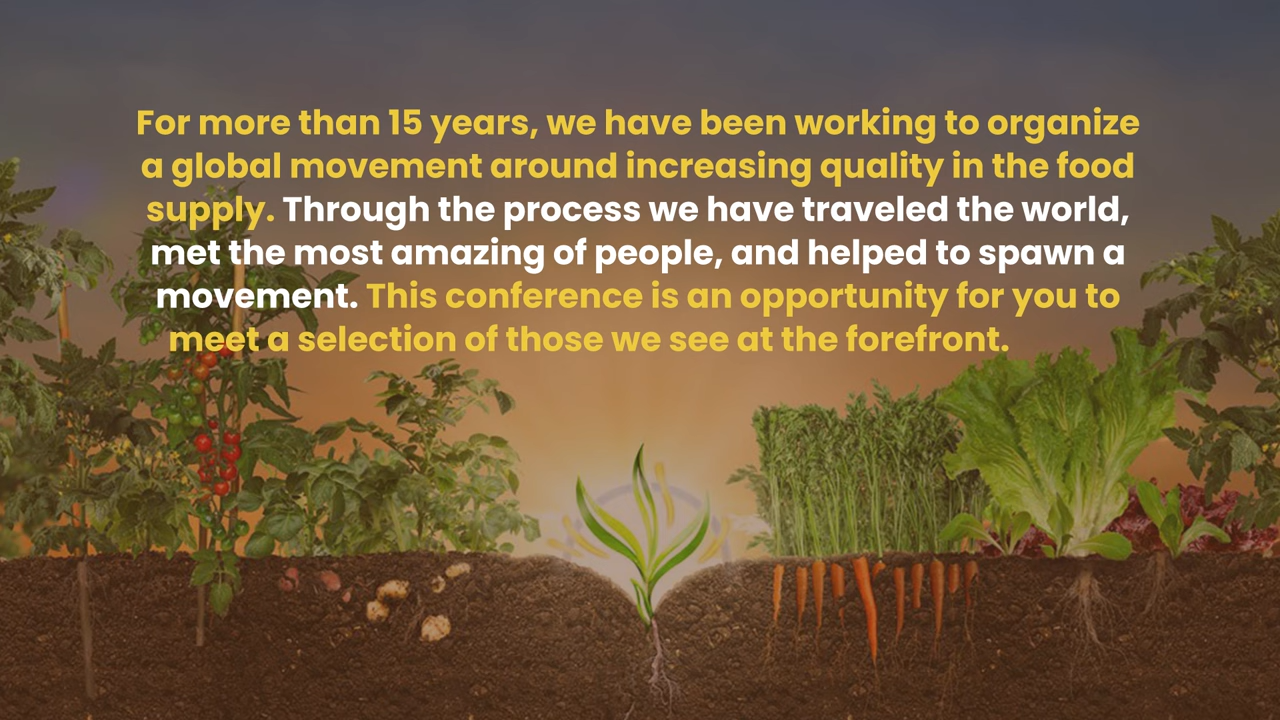 For more than 15 years, we have been working to organize
a global movement around increasing quality in the food
supply. Through the process we have traveled the world,
met the most amazing of people, and helped to spawn a
movement. This conference is an opportunity for you to
meet a selection of those we see at the forefront.